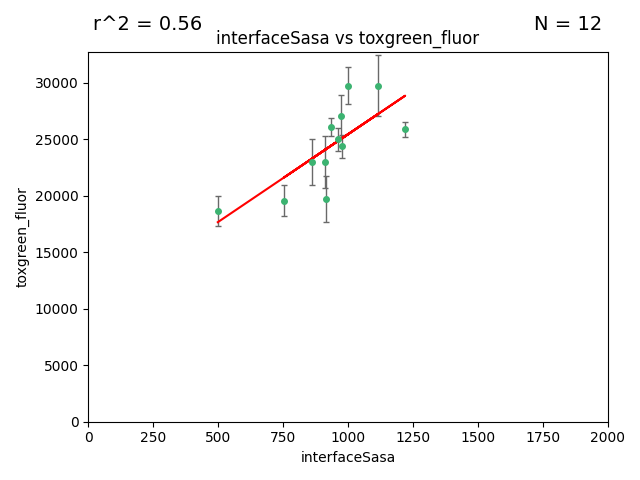 r^2 = 0.56
N = 12
interfaceSasa vs toxgreen_fluor
30000
25000
20000
15000
10000
5000
0
toxgreen_fluor
0 250 500 750 1000 1250 1500 1750 2000
interfaceSasa